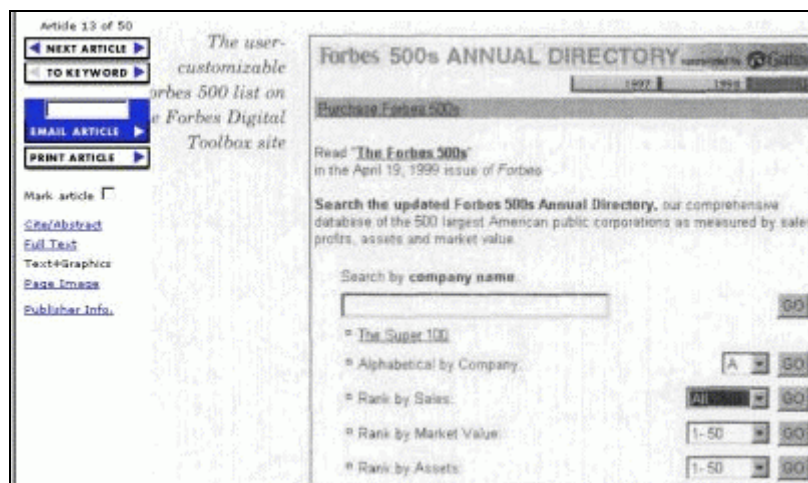 Article 13 of 50
NEXT ARTICLE
TO KEYWORD
EMAIL ARTICLE
PRINT ARTICLE
Mark article
Cite/Abstract
Full Text
Text+Graphics
Page Image
Publisher Info.
The user-
customizable
orbes 500 list on
e Forbes Digital
Toolbox site
Forbes 500s ANNUAL DIRECTORY
1997 1998
Purchase Forbes 500s
Read "The Forbes 500s"
in the April 19, 1999 issue of Forbes
Search the updated Forbes 500s Annual Directory, our comprehensive
database of the 500 largest American public corporations as measured by sale
profits, assets and market value.
Search by company name.
GO
The Super 100
Alphabetical by Company: A GO
Rank by Sales: All GO
Rank by Market Value: 1-50 GO
Rank by Assets: 1-50 GO